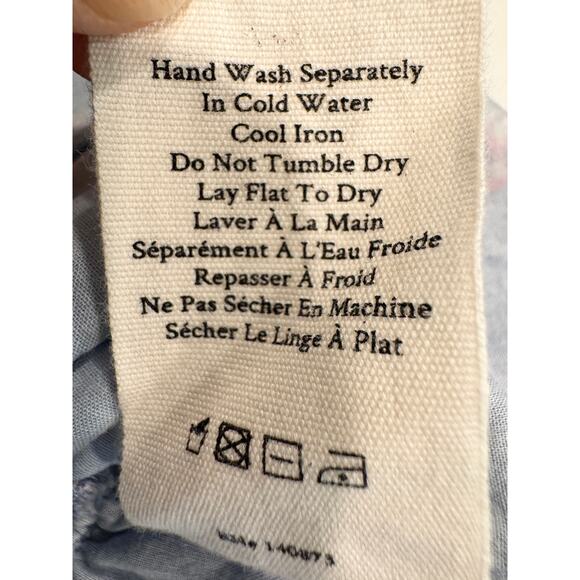 Hand Wash Separately
In Cold Water
Cool Iron
Do Not Tumble Dry
Lay Flat To Dry
Laver À La Main
Séparément À L'Eau Froide
Repasser À Froid
Ne Pas Sécher En Machine
Sécher Le Linge À Plat
140873